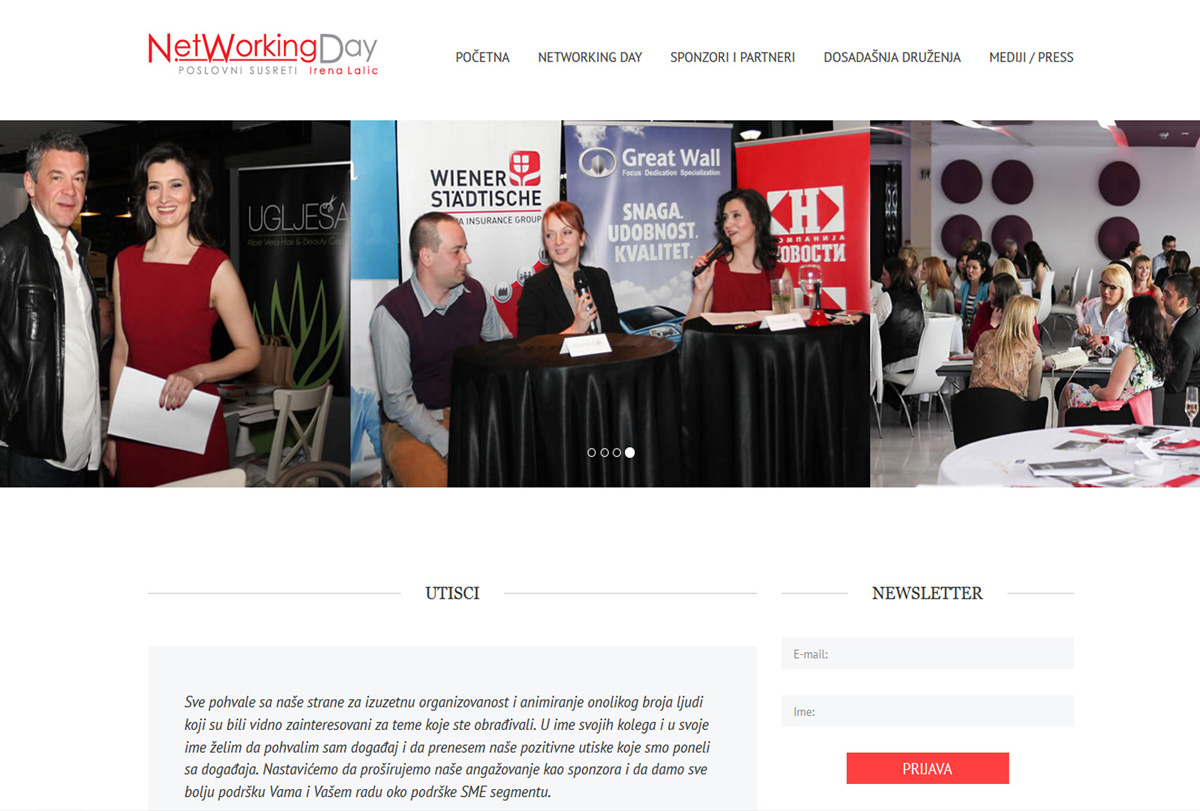 NetWorkingDay
POSLOVNI SUSRETI Irena Lalic
POČETNA NETWORKING DAY SPONZORI I PARTNERI DOSADAŠNJA DRUŽENJA MEDIJI / PRESS
UGLJEŠA
Aloe Vera Hair & Beauty
WIENER
STÄDTISCHE
INSURANCE GROUP
Great Wall
Focus Dedication Specialization
SNAGA.
UDOBNOST.
KVALITET.
Н
КОМПАНИЈА
НОВОСТИ
UTISCI
Sve pohvale sa naše strane za izuzetnu organizovanost i animiranje onolikog broja ljudi
koji su bili vidno zainteresovani za teme koje ste obrađivali. U ime svojih kolega i u svoje
ime želim da pohvalim sam događaj i da prenesem naše pozitivne utiske koje smo poneli
sa događaja. Nastavićemo da proširujemo naše angažovanje kao sponzora i da damo sve
bolju podršku Vama i Vašem radu oko podrške SME segmentu.
NEWSLETTER
E-mail:
Ime:
PRIJAVA